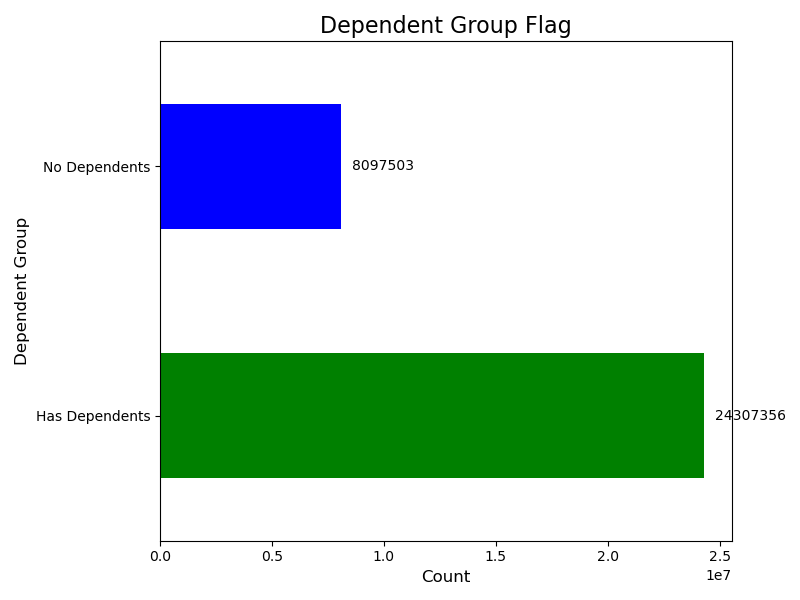 Dependent Group Flag
No Dependents
8097503
Dependent Group
Has Dependents
24307356
0.0 0.5 1.0 1.5 2.0 2.5
1e7
Count